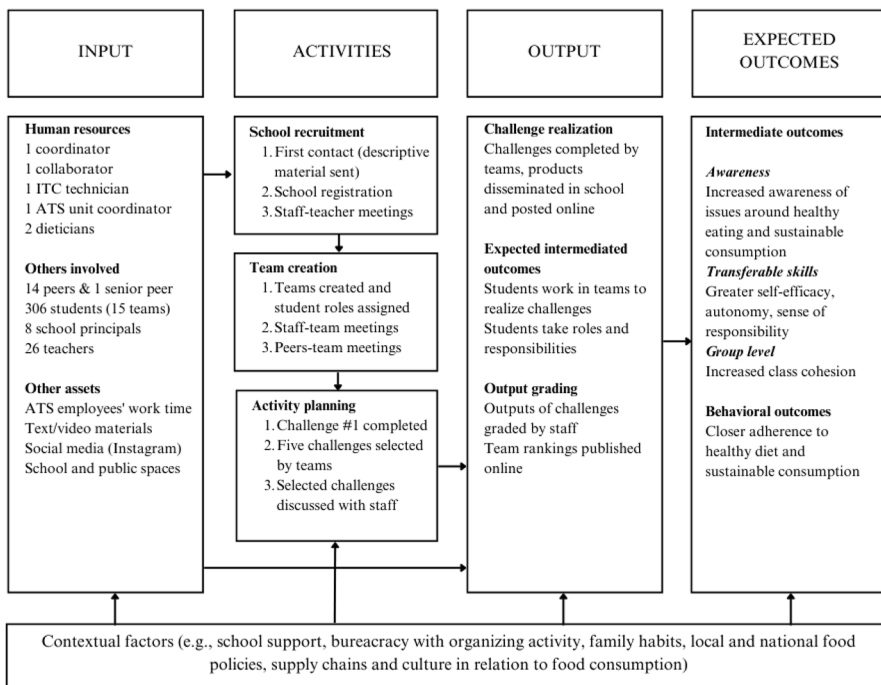 INPUT
ACTIVITIES
OUTPUT
EXPECTED
OUTCOMES
Human resources
1 coordinator
1 collaborator
1 ITC technician
1 ATS unit coordinator
2 dieticians
Others involved
14 peers & 1 senior peer
306 students (15 teams)
8 school principals
26 teachers
Other assets
ATS employees' work time
Text/video materials
Social media (Instagram)
School and public spaces
School recruitment
1. First contact (descriptive
material sent)
2. School registration
3. Staff-teacher meetings
Team creation
1. Teams created and
student roles assigned
2. Staff-team meetings
3. Peers-team meetings
Activity planning
1. Challenge #1 completed
2. Five challenges selected
by teams
3. Selected challenges
discussed with staff
Challenge realization
Challenges completed by
teams, products
disseminated in school
and posted online
Expected intermediated
outcomes
Students work in teams to
realize challenges
Students take roles and
responsibilities
Output grading
Outputs of challenges
graded by staff
Team rankings published
online
Intermediate outcomes
Awareness
Increased awareness of
issues around healthy
eating and sustainable
consumption
Transferable skills
Greater self-efficacy,
autonomy, sense of
responsibility
Group level
Increased class cohesion
Behavioral outcomes
Closer adherence to
healthy diet and
sustainable consumption
Contextual factors (e.g., school support, bureacracy with organizing activity, family habits, local and national food
policies, supply chains and culture in relation to food consumption)